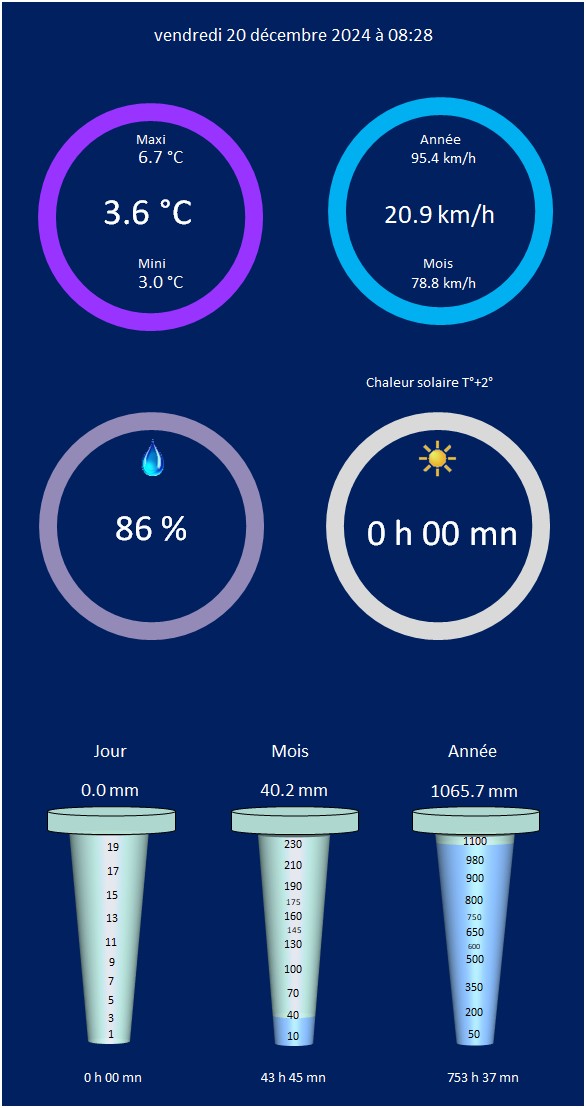 vendredi 20 décembre 2024 à 08:28
Maxi
6.7 °C
3.6 °C
Mini
3.0 °C
Année
95.4 km/h
20.9 km/h
Mois
78.8 km/h
Chaleur solaire T°+2°
86 %
0 h 00 mn
Jour
0.0 mm
19
17
15
13
11
9
7
5
3
1
0 h 00 mn
Mois
40.2 mm
230
210
190
175
160
145
130
100
70
40
10
43 h 45 mn
Année
1065.7 mm
1100
980
900
800
750
650
600
500
350
200
50
753 h 37 mn